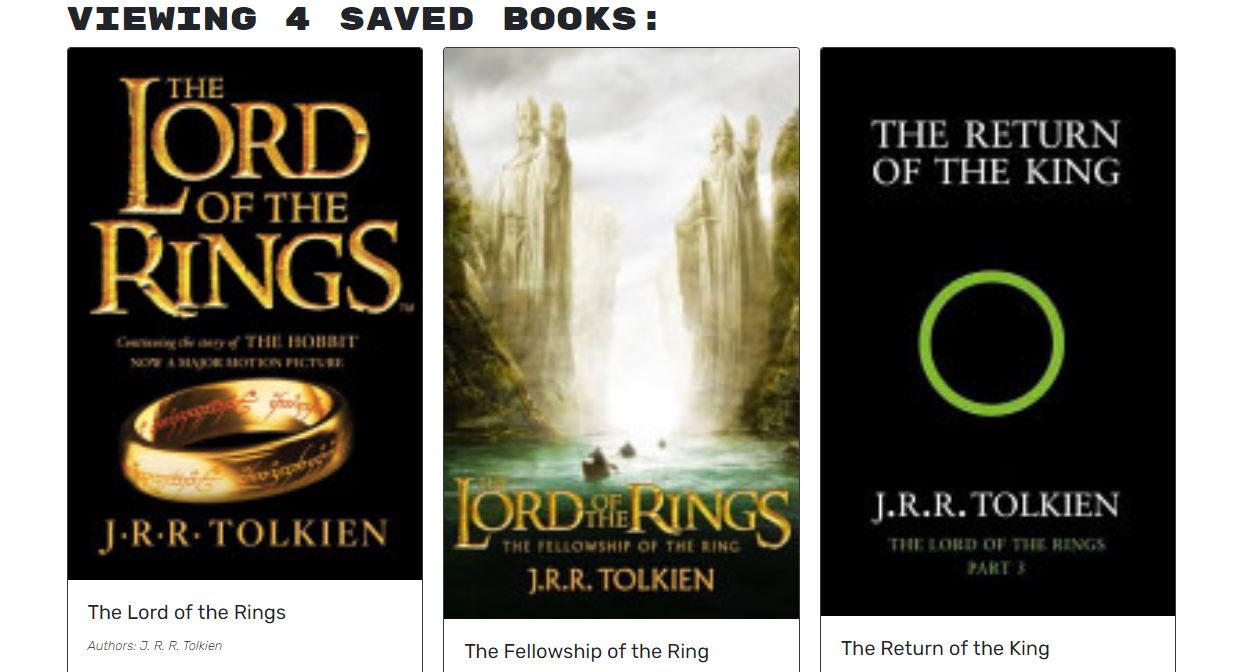 VIEWING 4 SAVED BOOKS:
THE
LORD
OF THE
RINGS
TM
Continuing the story of THE HOBBIT
NOW A MAJOR MOTION PICTURE
J·R·R· TOLKIEN
The Lord of the Rings
Authors: J. R. R. Tolkien
THE
LORD OF THE RINGS
THE FELLOWSHIP OF THE RING
J.R.R. TOLKIEN
The Fellowship of the Ring
THE RETURN
OF THE KING
J.R.R. TOLKIEN
THE LORD OF THE RINGS
PART 3
The Return of the King